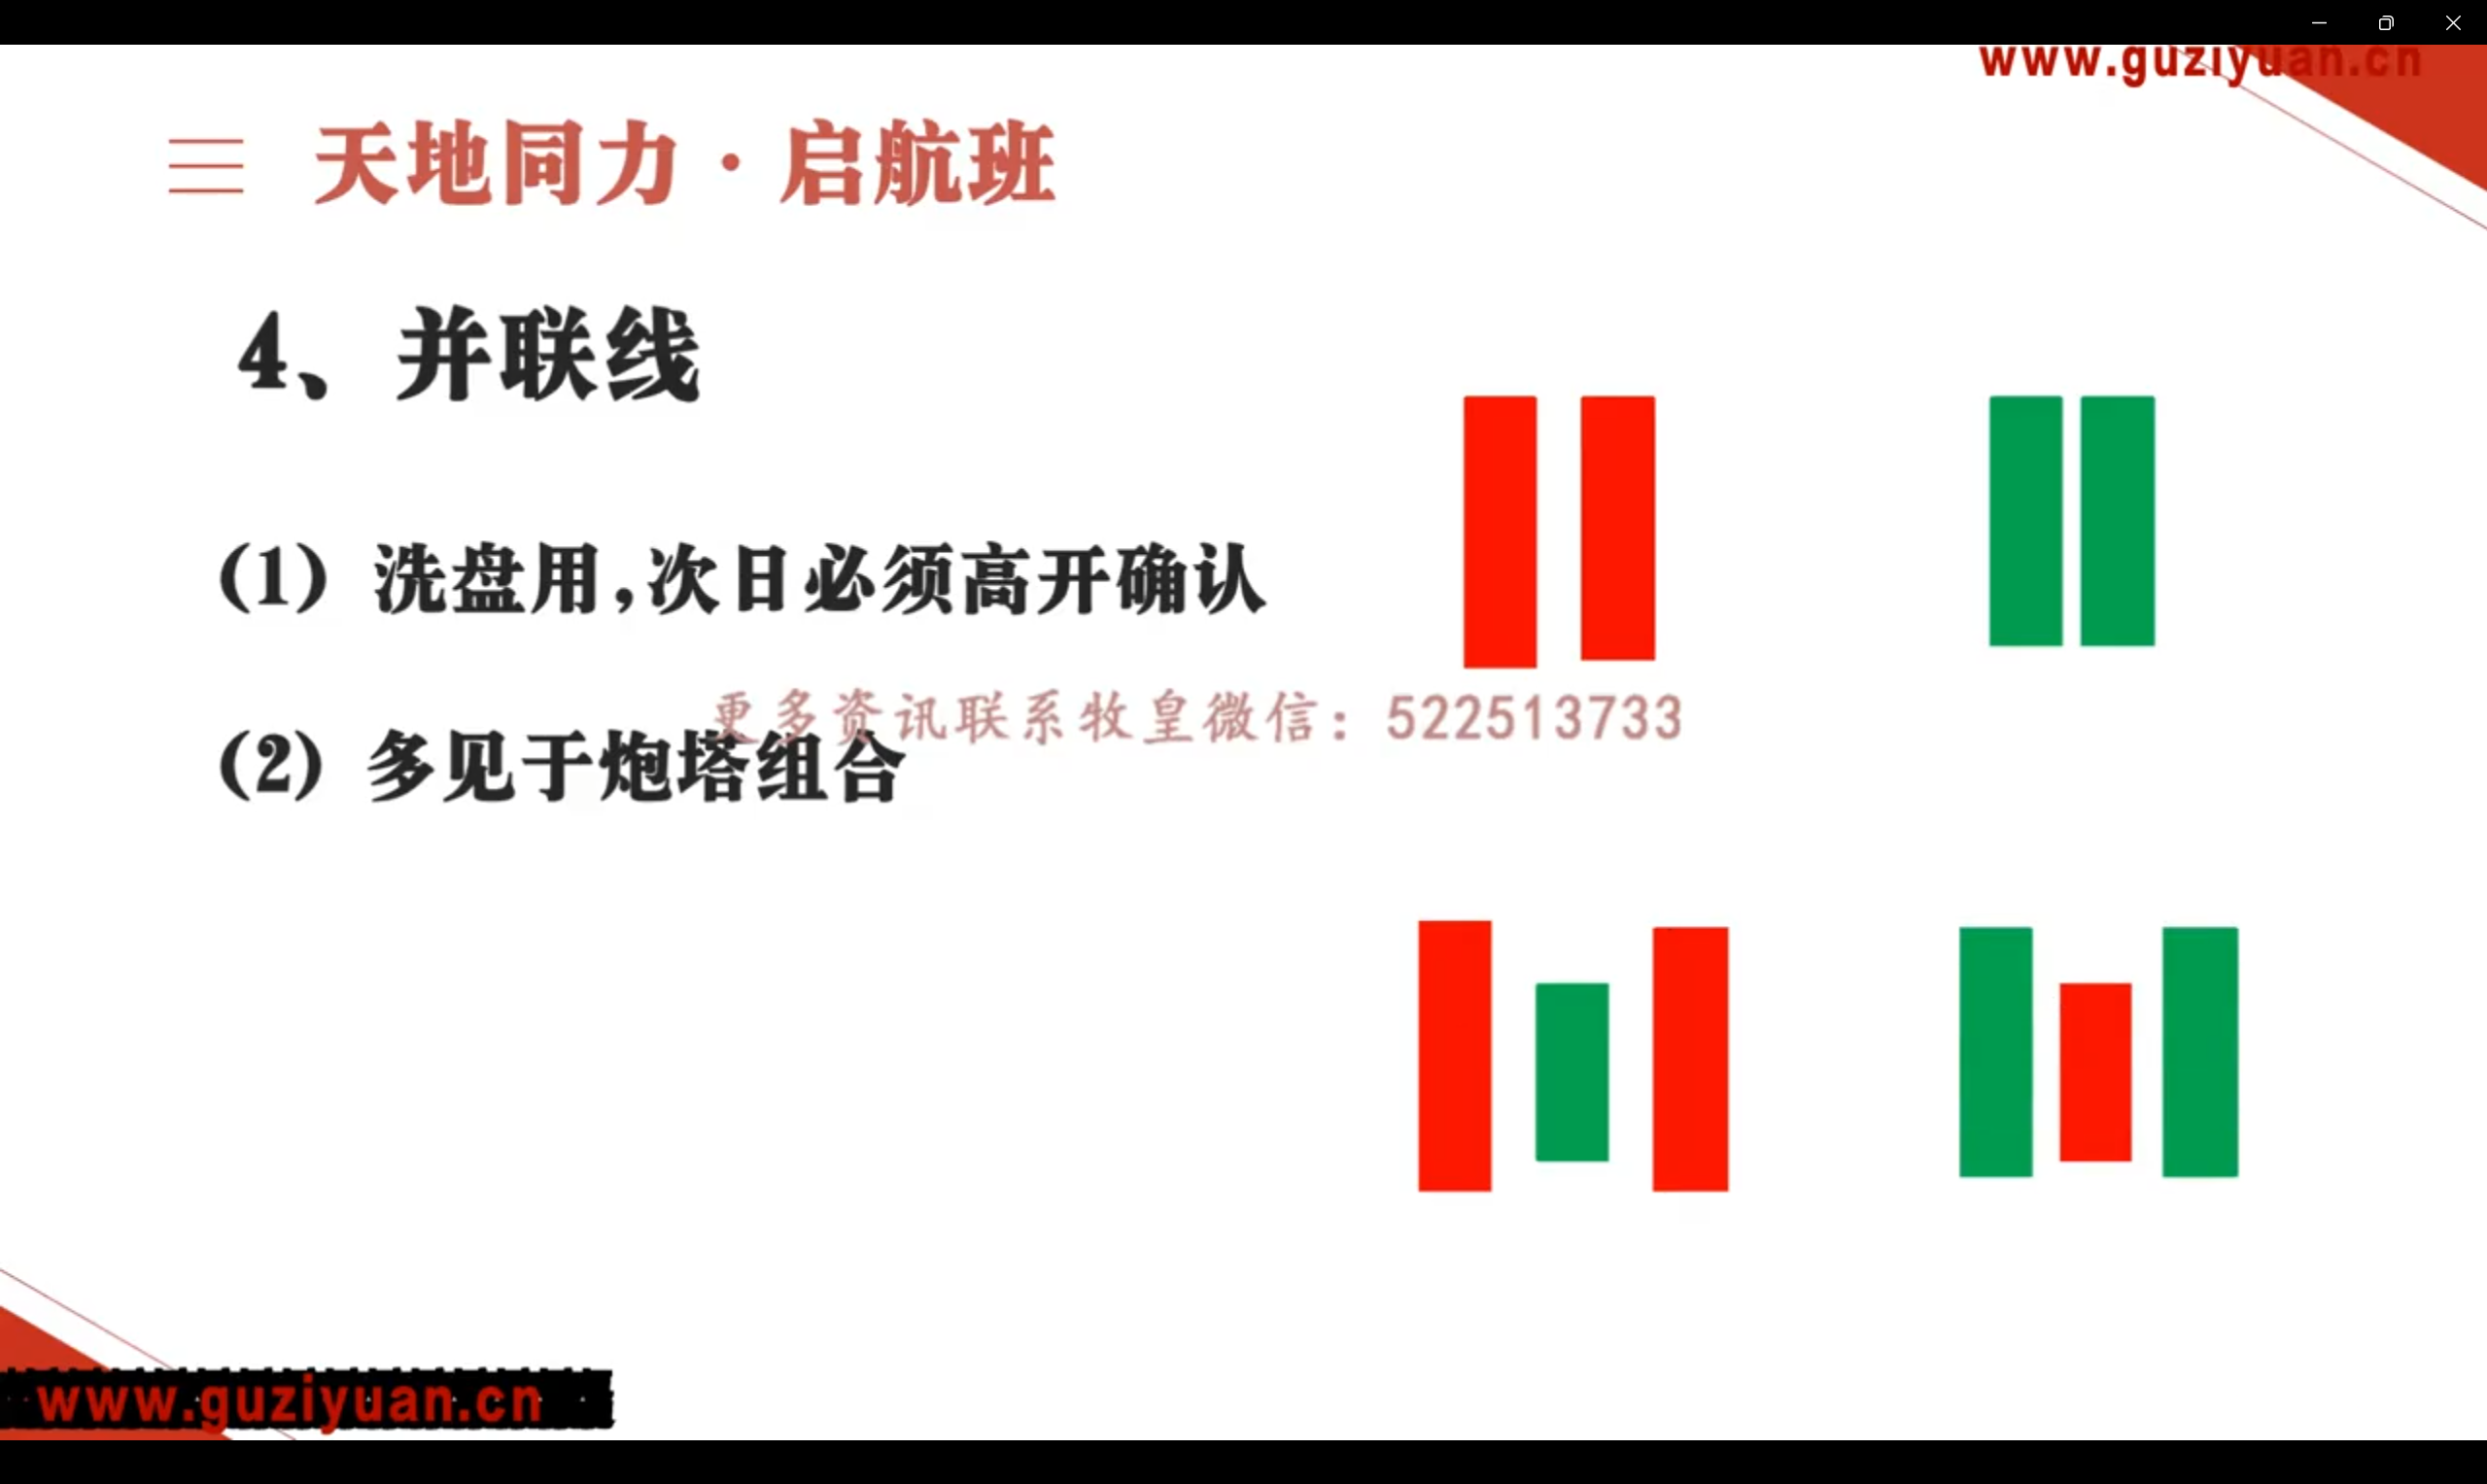 www.guziyuan.cn
天地同力·启航班
4、并联线
(1) 洗盘用,次日必须高开确认
更多资讯联系牧皇微信：522513733
(2) 多见于炮塔组合
www.guziyuan.cn